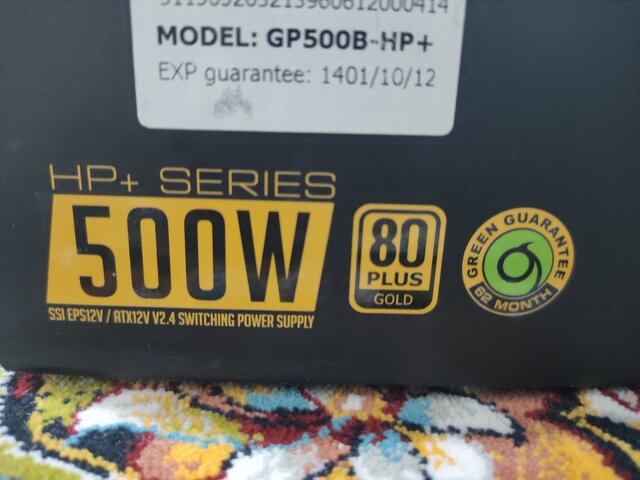 MODEL: GP500B-HP+
EXP guarantee: 1401/10/12
HP+ SERIES
500W
SSI EPS12V / ATX12V V2.4 SWITCHING POWER SUPPLY
80
PLUS
GOLD
GREEN GUARANTEE
62 MONTH